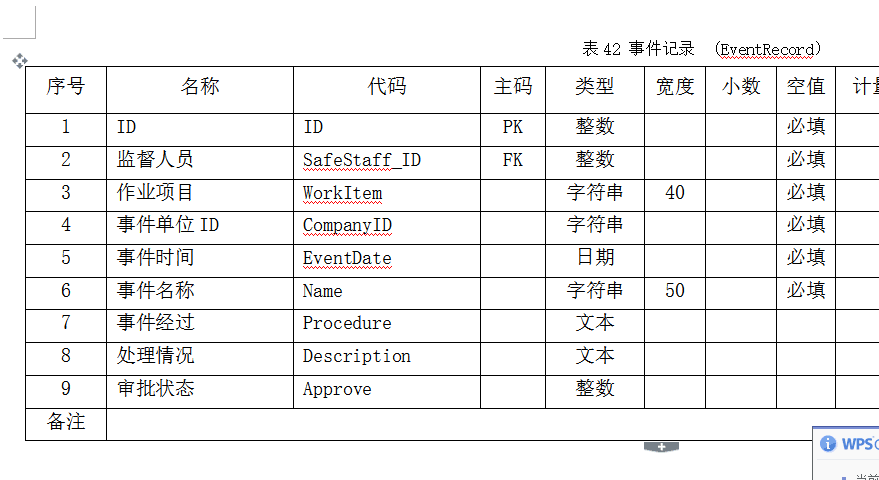 表 42 事件记录 (EventRecord)
序号 名称 代码 主码 类型 宽度 小数 空值 计量
1 ID ID PK 整数 必填
2 监督人员 SafeStaff_ID FK 整数 必填
3 作业项目 WorkItem 字符串 40 必填
4 事件单位 ID CompanyID 字符串 必填
5 事件时间 EventDate 日期 必填
6 事件名称 Name 字符串 50 必填
7 事件经过 Procedure 文本
8 处理情况 Description 文本
9 审批状态 Approve 整数
备注
WPS
当前